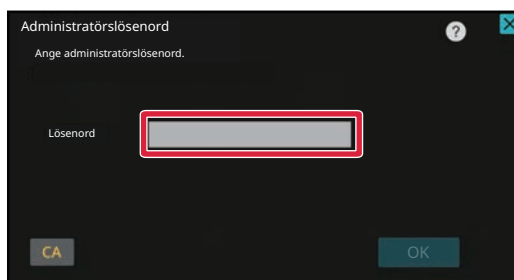 Administratörslösenord
?
Ange administratörslösenord.
Lösenord
CA
OK